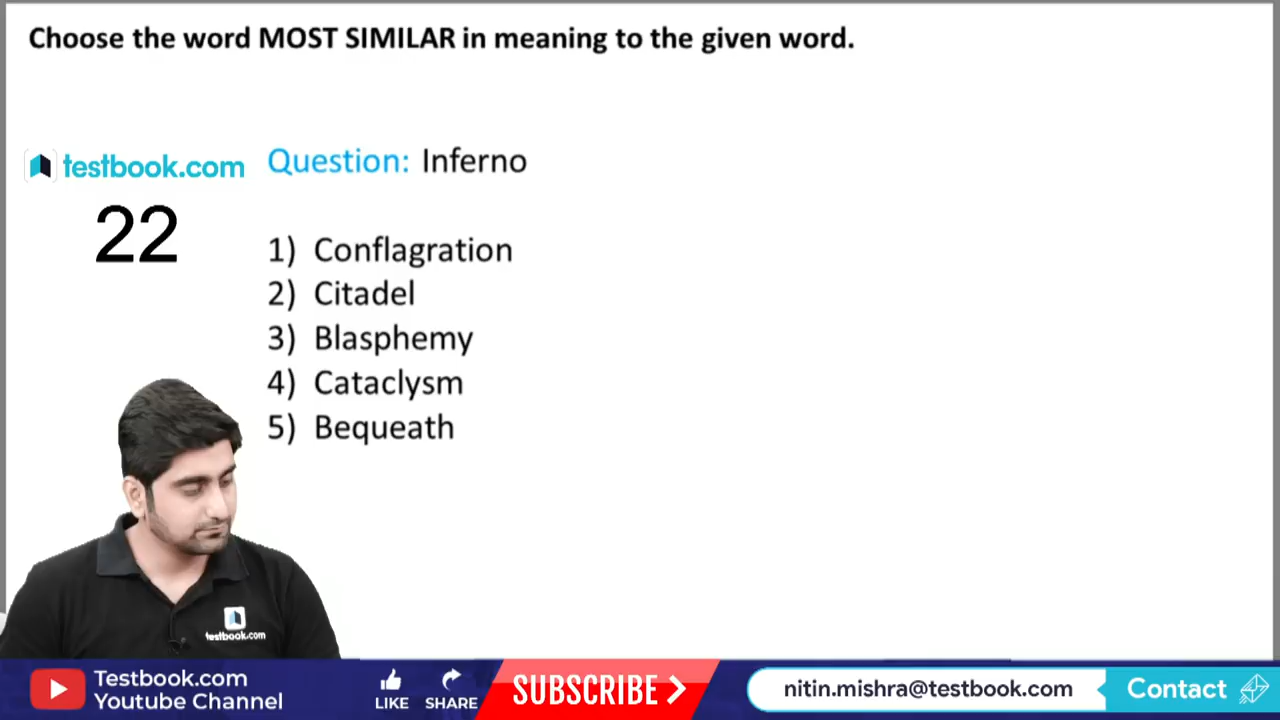 Choose the word MOST SIMILAR in meaning to the given word.
testbook.com
Question: Inferno
22
1) Conflagration
2) Citadel
3) Blasphemy
4) Cataclysm
5) Bequeath
testbook.com
Testbook.com
Youtube Channel
LIKE
SHARE
SUBSCRIBE
nitin.mishra@testbook.com
Contact